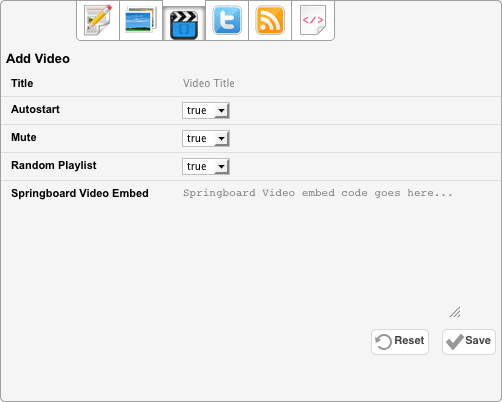 </>
Add Video
Title Video Title
Autostart true
Mute true
Random Playlist true
Springboard Video Embed Springboard Video embed code goes here...
Reset Save